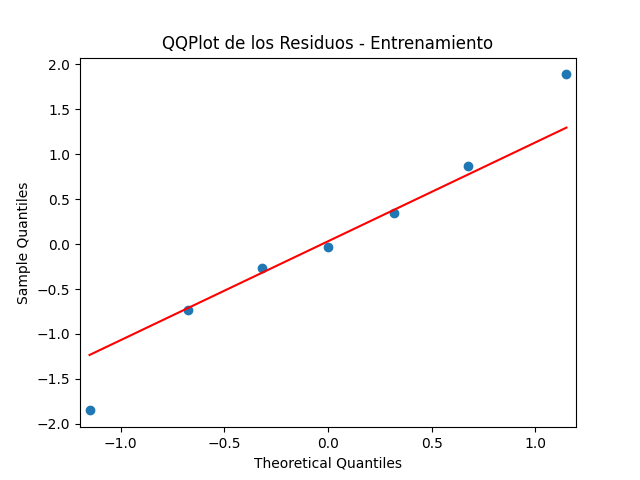 QQPlot de los Residuos - Entrenamiento
2.0
1.5
1.0
0.5
0.0
−0.5
−1.0
−1.5
−2.0
Sample Quantiles
−1.0 −0.5 0.0 0.5 1.0
Theoretical Quantiles